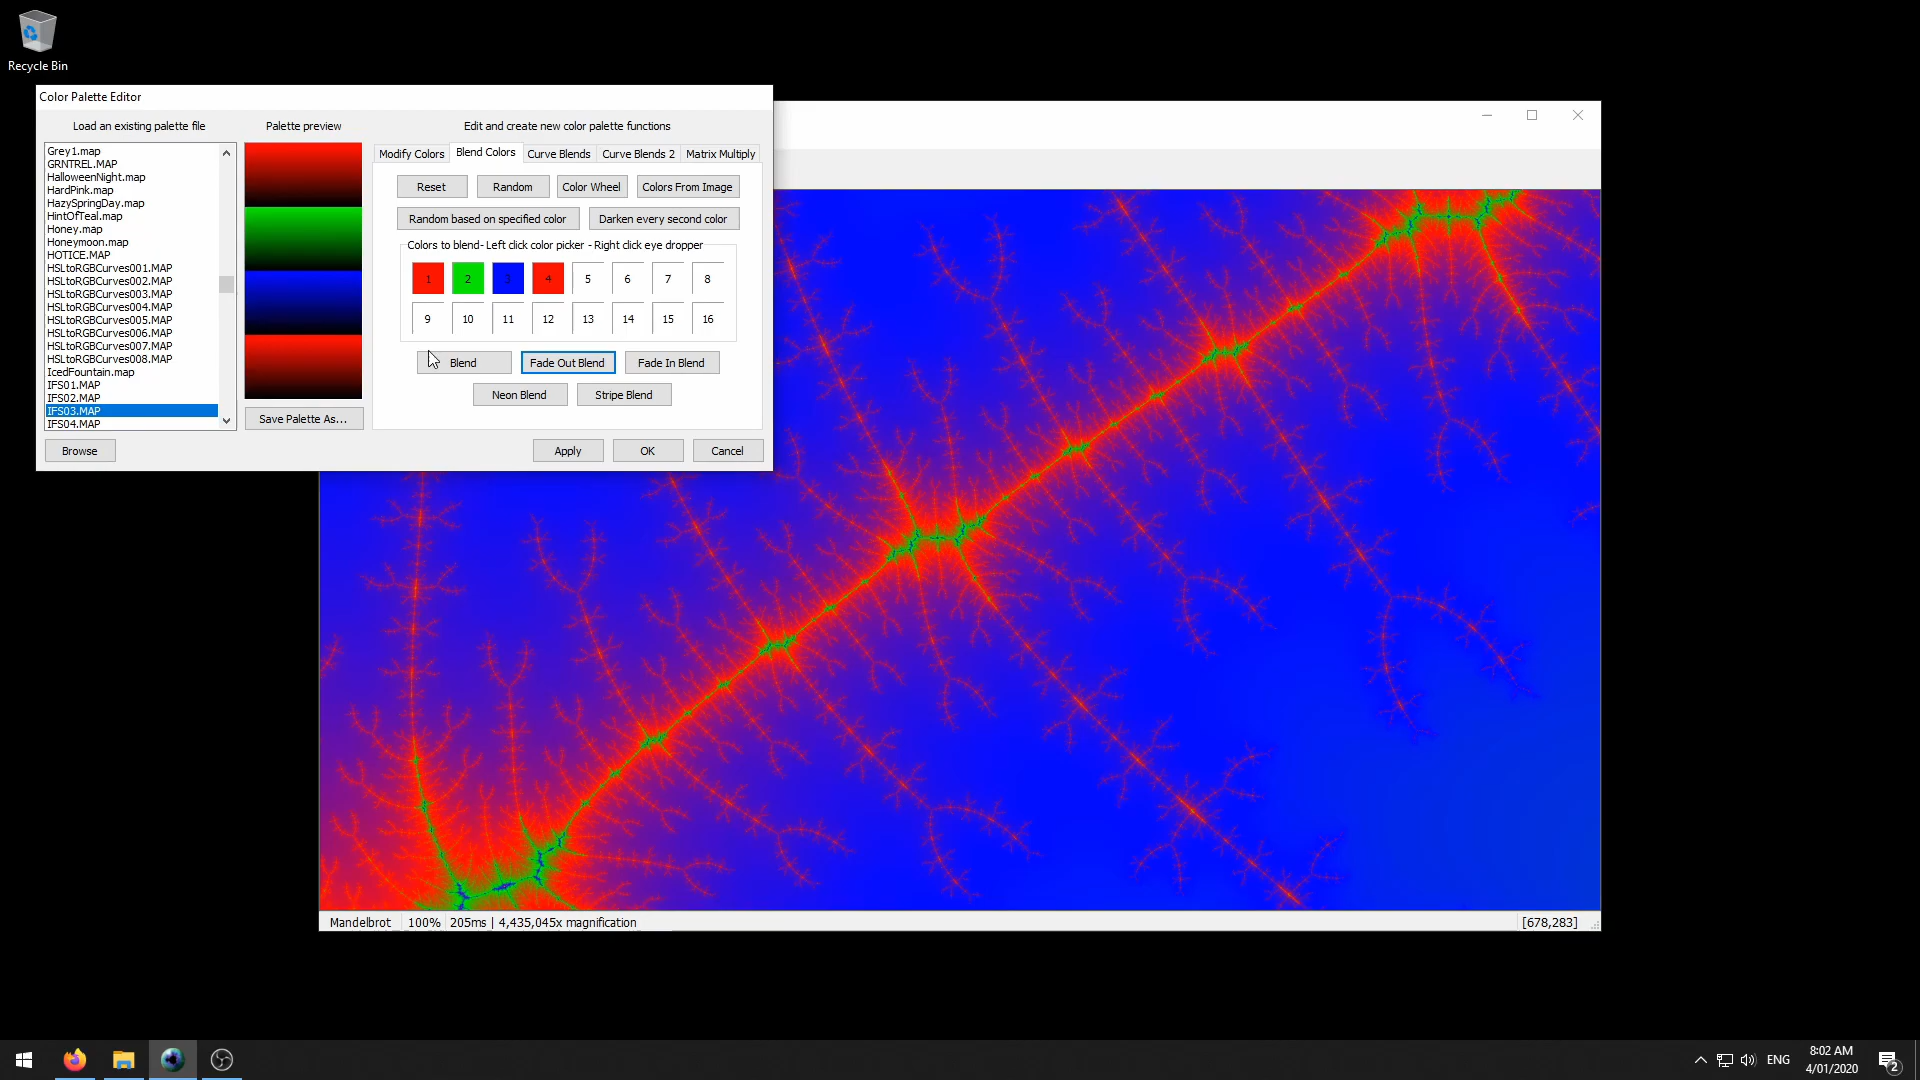 Recycle Bin
Color Palette Editor
Load an existing palette file
Palette preview
Edit and create new color palette functions
Grey1.map
GRNTREL.MAP
HalloweenNight.map
HardPink.map
HazySpringDay.map
HintOfTeal.map
Honey.map
Honeymoon.map
HOTICE.MAP
HSLtoRGBCurves001.MAP
HSLtoRGBCurves002.MAP
HSLtoRGBCurves003.MAP
HSLtoRGBCurves004.MAP
HSLtoRGBCurves005.MAP
HSLtoRGBCurves006.MAP
HSLtoRGBCurves007.MAP
HSLtoRGBCurves008.MAP
IcedFountain.map
IFS01.MAP
IFS02.MAP
IFS03.MAP
IFS04.MAP
Browse
Save Palette As...
Modify Colors Blend Colors Curve Blends Curve Blends 2 Matrix Multiply
Reset Random Color Wheel Colors From Image
Random based on specified color Darken every second color
Colors to blend- Left click color picker - Right click eye dropper
1 2 3 4 5 6 7 8
9 10 11 12 13 14 15 16
Blend Fade Out Blend Fade In Blend
Neon Blend Stripe Blend
Apply OK Cancel
Mandelbrot 100% 205ms | 4,435,045x magnification [678,283]
ENG
8:02 AM
4/01/2020
2